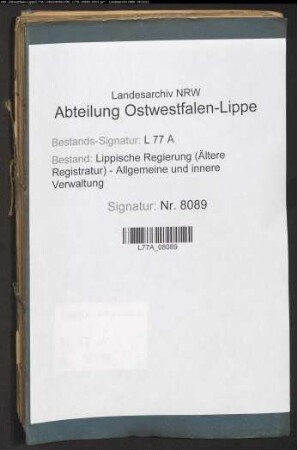 Landesarchiv NRW
Abteilung Ostwestfalen-Lippe
Bestands-Signatur: L 77 A
Bestand: Lippische Regierung (Ältere
Registratur) - Allgemeine und innere
Verwaltung
Signatur: Nr. 8089
L77A_08089